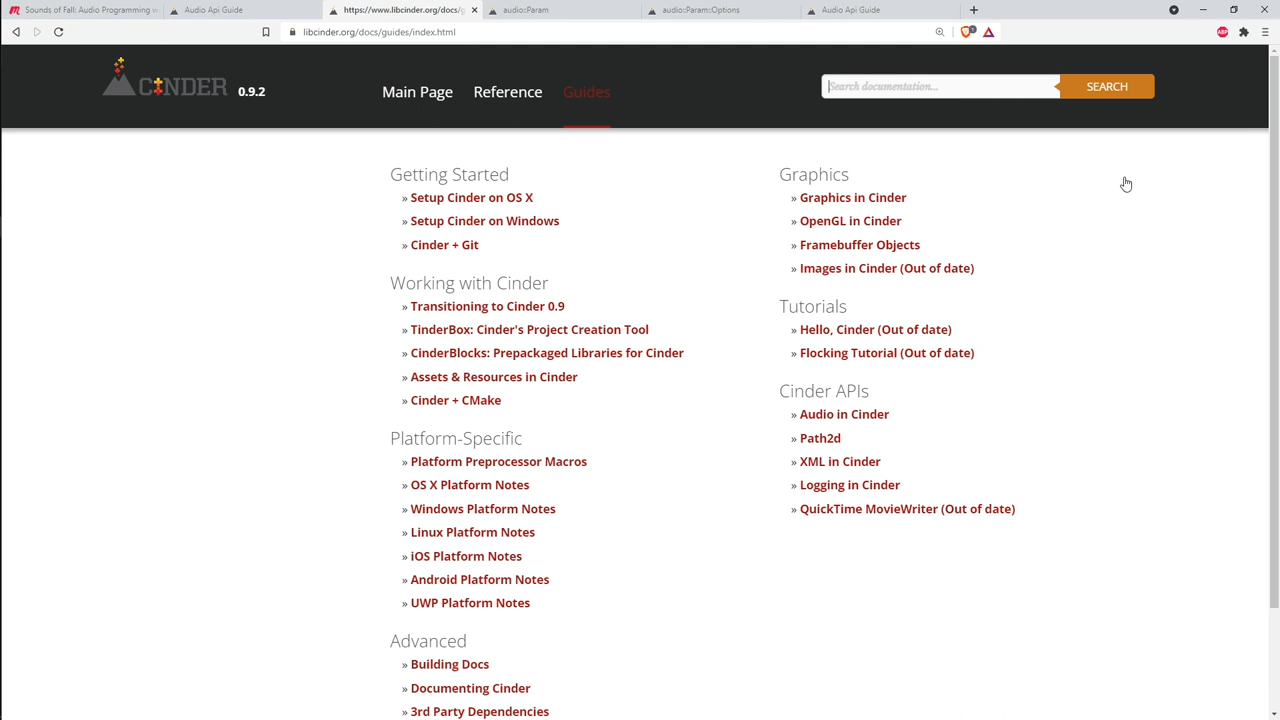 Sounds of Fall: Audio Programming w
Audio Api Guide
https://www.libcinder.org/docs/g
audio::Param
audio::Param::Options
Audio Api Guide
libcinder.org/docs/guides/index.html
1
ABP
CINDER 0.9.2
Main Page
Reference
Guides
Search documentation...
SEARCH
Getting Started
» Setup Cinder on OS X
» Setup Cinder on Windows
» Cinder + Git
Working with Cinder
» Transitioning to Cinder 0.9
» TinderBox: Cinder's Project Creation Tool
» CinderBlocks: Prepackaged Libraries for Cinder
» Assets & Resources in Cinder
» Cinder + CMake
Platform-Specific
» Platform Preprocessor Macros
» OS X Platform Notes
» Windows Platform Notes
» Linux Platform Notes
» iOS Platform Notes
» Android Platform Notes
» UWP Platform Notes
Advanced
» Building Docs
» Documenting Cinder
» 3rd Party Dependencies
Graphics
» Graphics in Cinder
» OpenGL in Cinder
» Framebuffer Objects
» Images in Cinder (Out of date)
Tutorials
» Hello, Cinder (Out of date)
» Flocking Tutorial (Out of date)
Cinder APIs
» Audio in Cinder
» Path2d
» XML in Cinder
» Logging in Cinder
» QuickTime MovieWriter (Out of date)